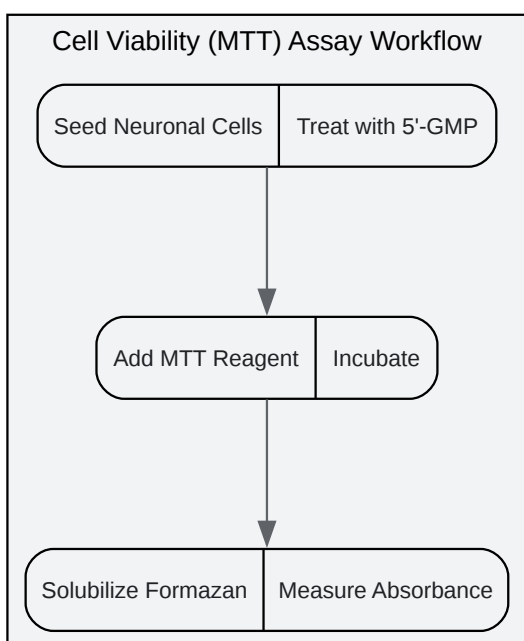 Cell Viability (MTT) Assay Workflow
Seed Neuronal Cells
Treat with 5'-GMP
Add MTT Reagent
Incubate
Solubilize Formazan
Measure Absorbance